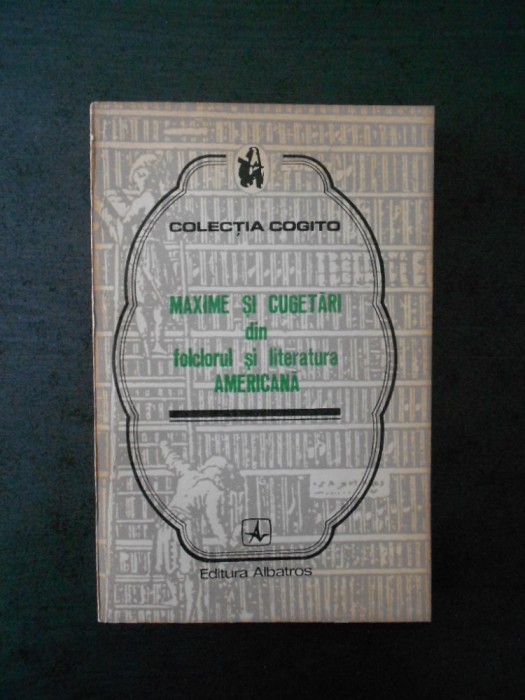 COLECȚIA COGITO
MAXIME ȘI CUGETĂRI
din
folclorul și literatura
AMERICANĂ
Editura Albatros